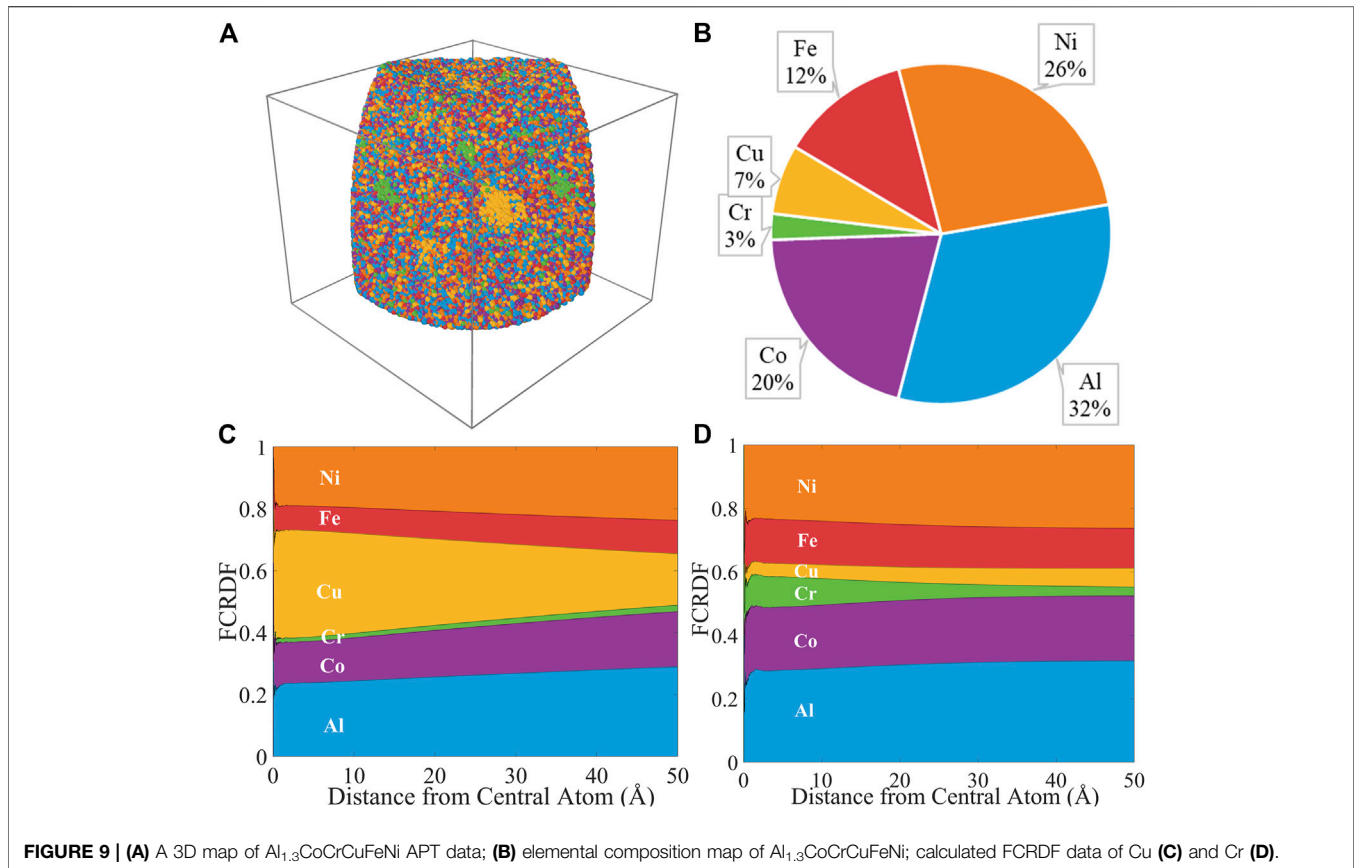 A
B
Fe
12%
Ni
26%
Cu
7%
Cr
3%
Co
20%
Al
32%
C
1
0.8
0.6
0.4
0.2
0
FCRDF
Ni
Fe
Cu
Cr
Co
Al
0 10 20 30 40 50
Distance from Central Atom (Å)
D
1
0.8
0.6
0.4
0.2
0
FCRDF
Ni
Fe
Cu
Cr
Co
Al
0 10 20 30 40 50
Distance from Central Atom (Å)
FIGURE 9 | (A) A 3D map of Al1.3CoCrCuFeNi APT data; (B) elemental composition map of Al1.3CoCrCuFeNi; calculated FCRDF data of Cu (C) and Cr (D).